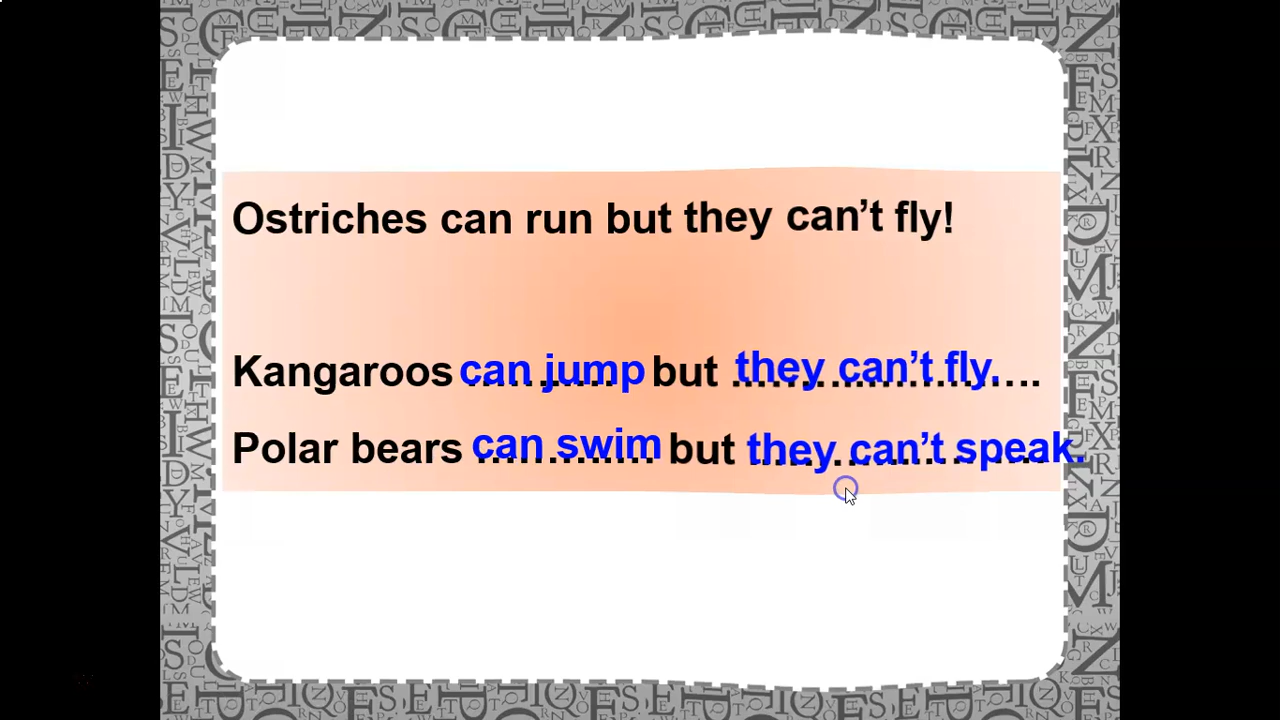 Ostriches can run but they can’t fly!
Kangaroos can jump but they can’t fly.
Polar bears can swim but they can’t speak.